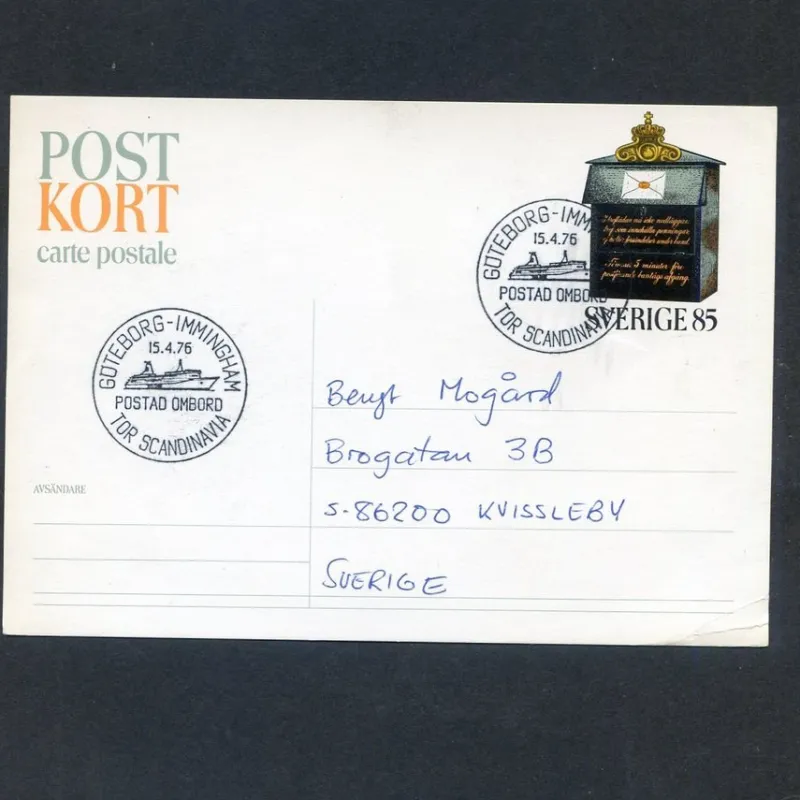 POST
KORT
carte postale
GÖTEBORG-IMMINGHAM
15.4.76
POSTAD OMBORD
TOR SCANDINAVIA
GÖTEBORG-IMM
15.4.76
POSTAD OMBORD
TOR SCANDINAVIA
SVERIGE 85
Bengt Mogård
Brogatan 3B
S-86200 KVISSLEBY
SVERIGE
AVSÄNDARE